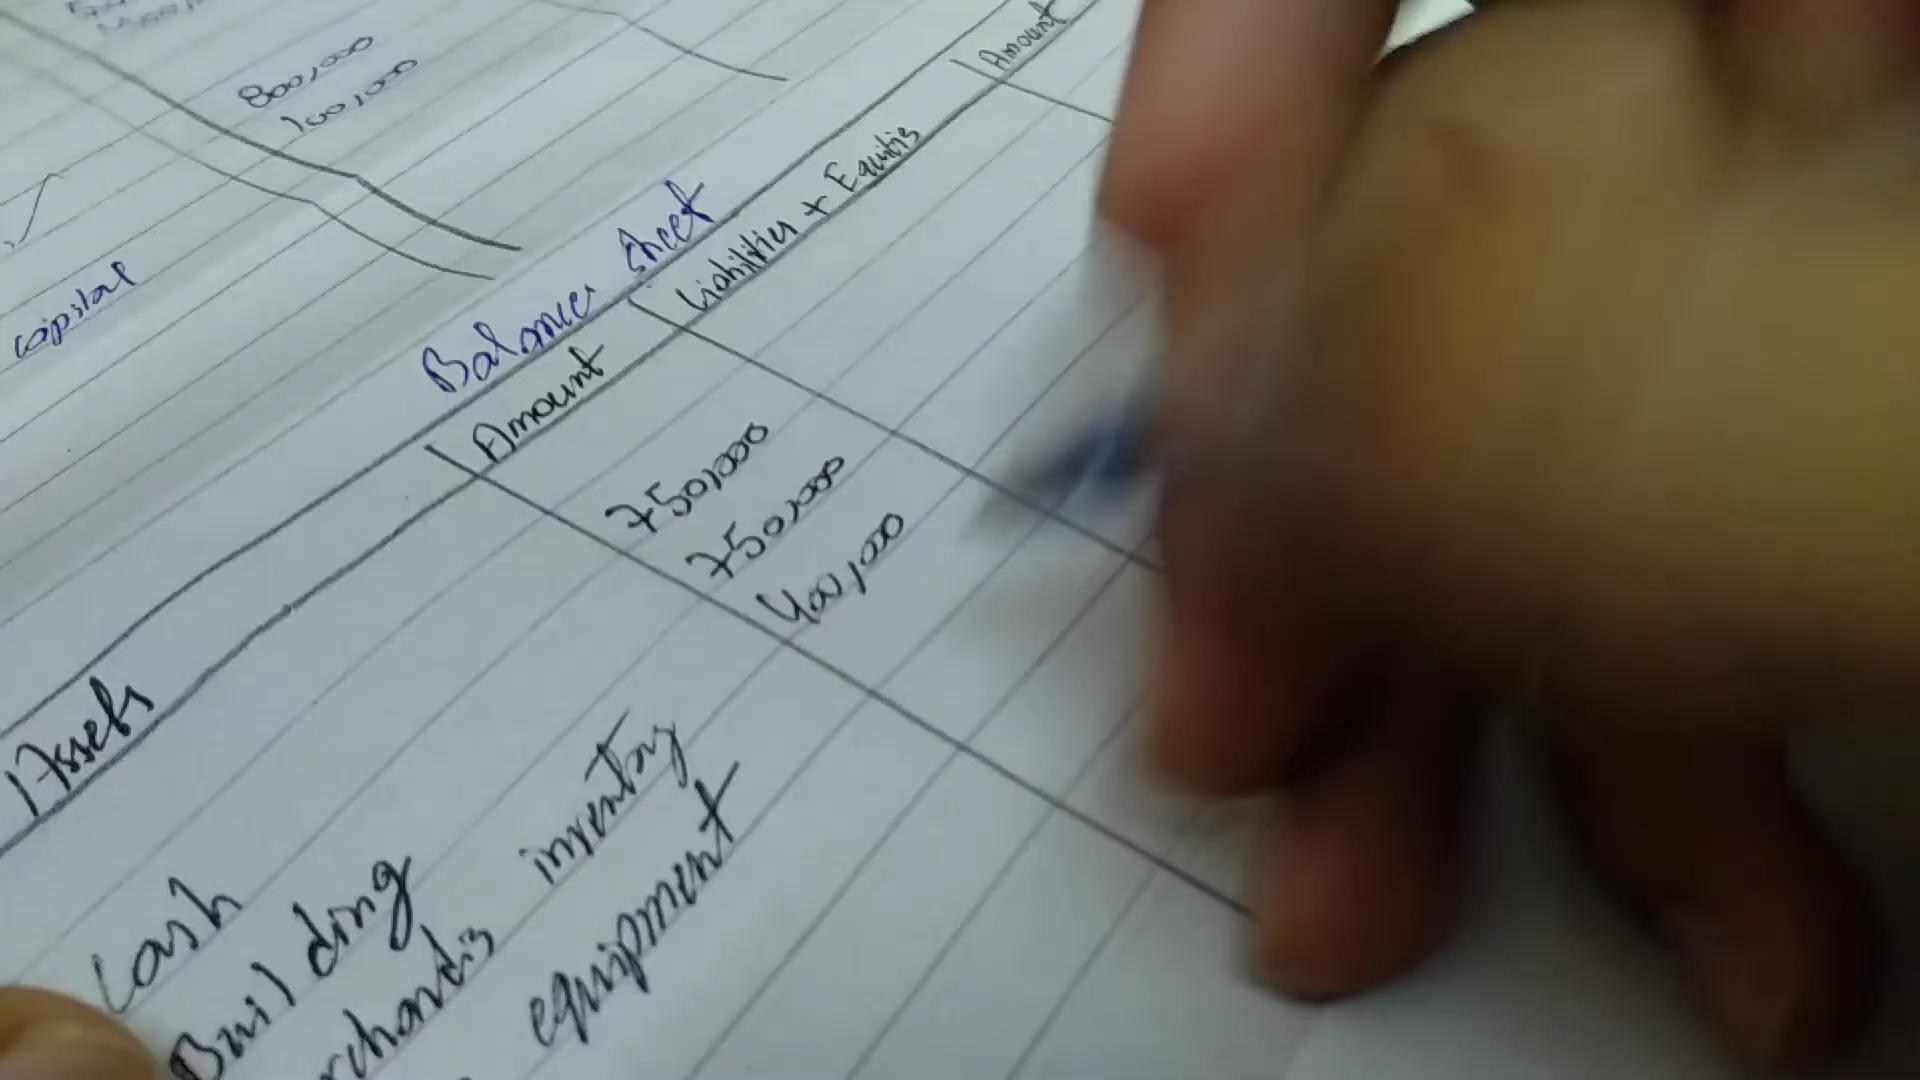 800,000
100,000
capital
Balance sheet
Assets Amount Liabilities + Equitis Amount
Cash 750,000
Building 750,000
inventory 400,000
equipment